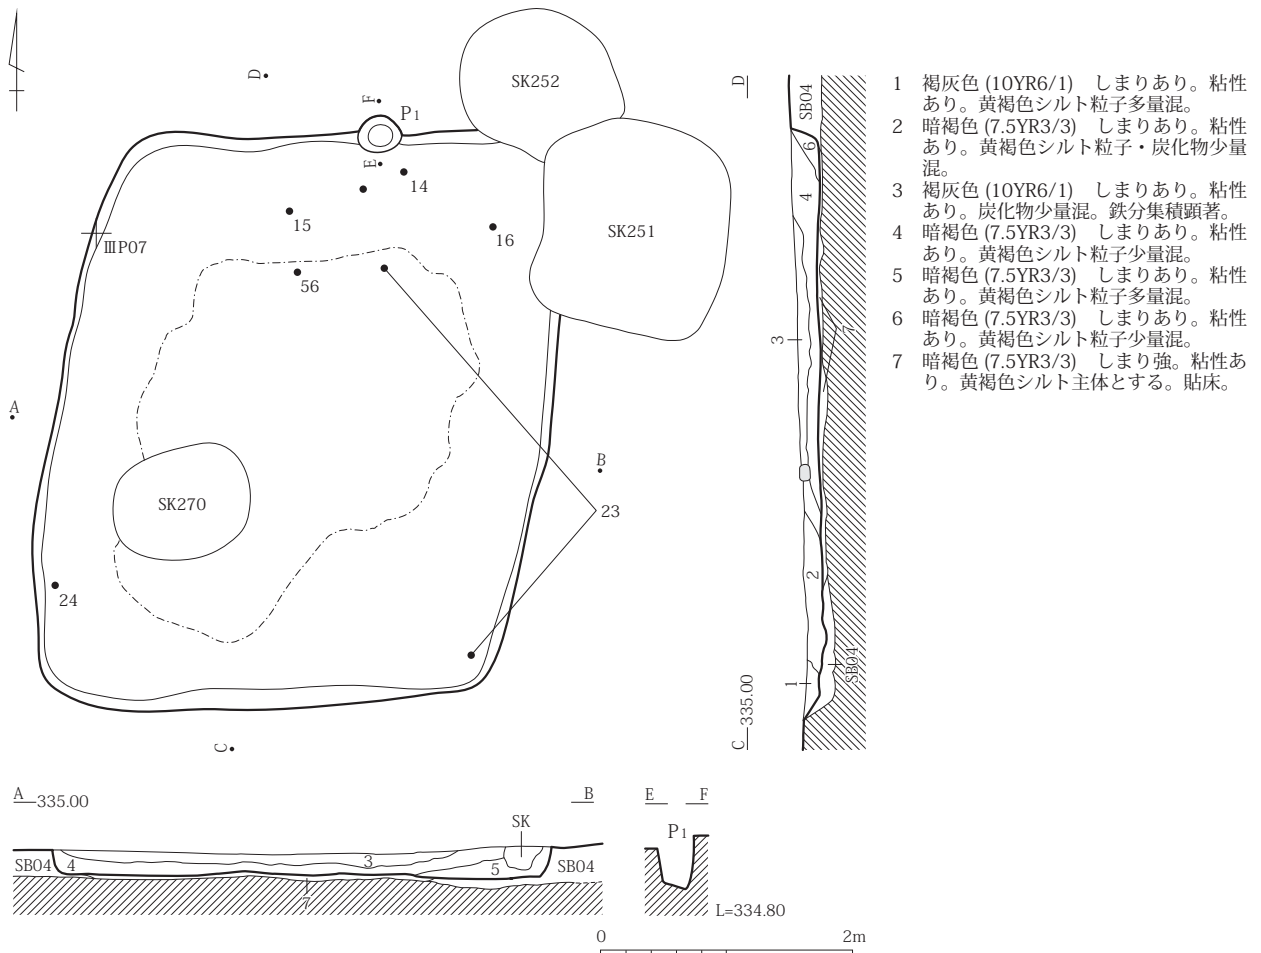 SK252
D
F
P1
E
14
15
16
ⅢP07
SK251
56
A
B
SK270
23
24
C
D
SB04
6
4
3
7
2
SB04
1
C 335.00
1 褐灰色 (10YR6/1) しまりあり。粘性
あり。黄褐色シルト粒子多量混。
2 暗褐色 (7.5YR3/3) しまりあり。粘性
あり。黄褐色シルト粒子・炭化物少量
混。
3 褐灰色 (10YR6/1) しまりあり。粘性
あり。炭化物少量混。鉄分集積顕著。
4 暗褐色 (7.5YR3/3) しまりあり。粘性
あり。黄褐色シルト粒子少量混。
5 暗褐色 (7.5YR3/3) しまりあり。粘性
あり。黄褐色シルト粒子多量混。
6 暗褐色 (7.5YR3/3) しまりあり。粘性
あり。黄褐色シルト粒子少量混。
7 暗褐色 (7.5YR3/3) しまり強。粘性あ
り。黄褐色シルト主体とする。貼床。
A 335.00
B
SK
SB04
4
3
5
SB04
7
E
F
P1
L=334.80
0
2m